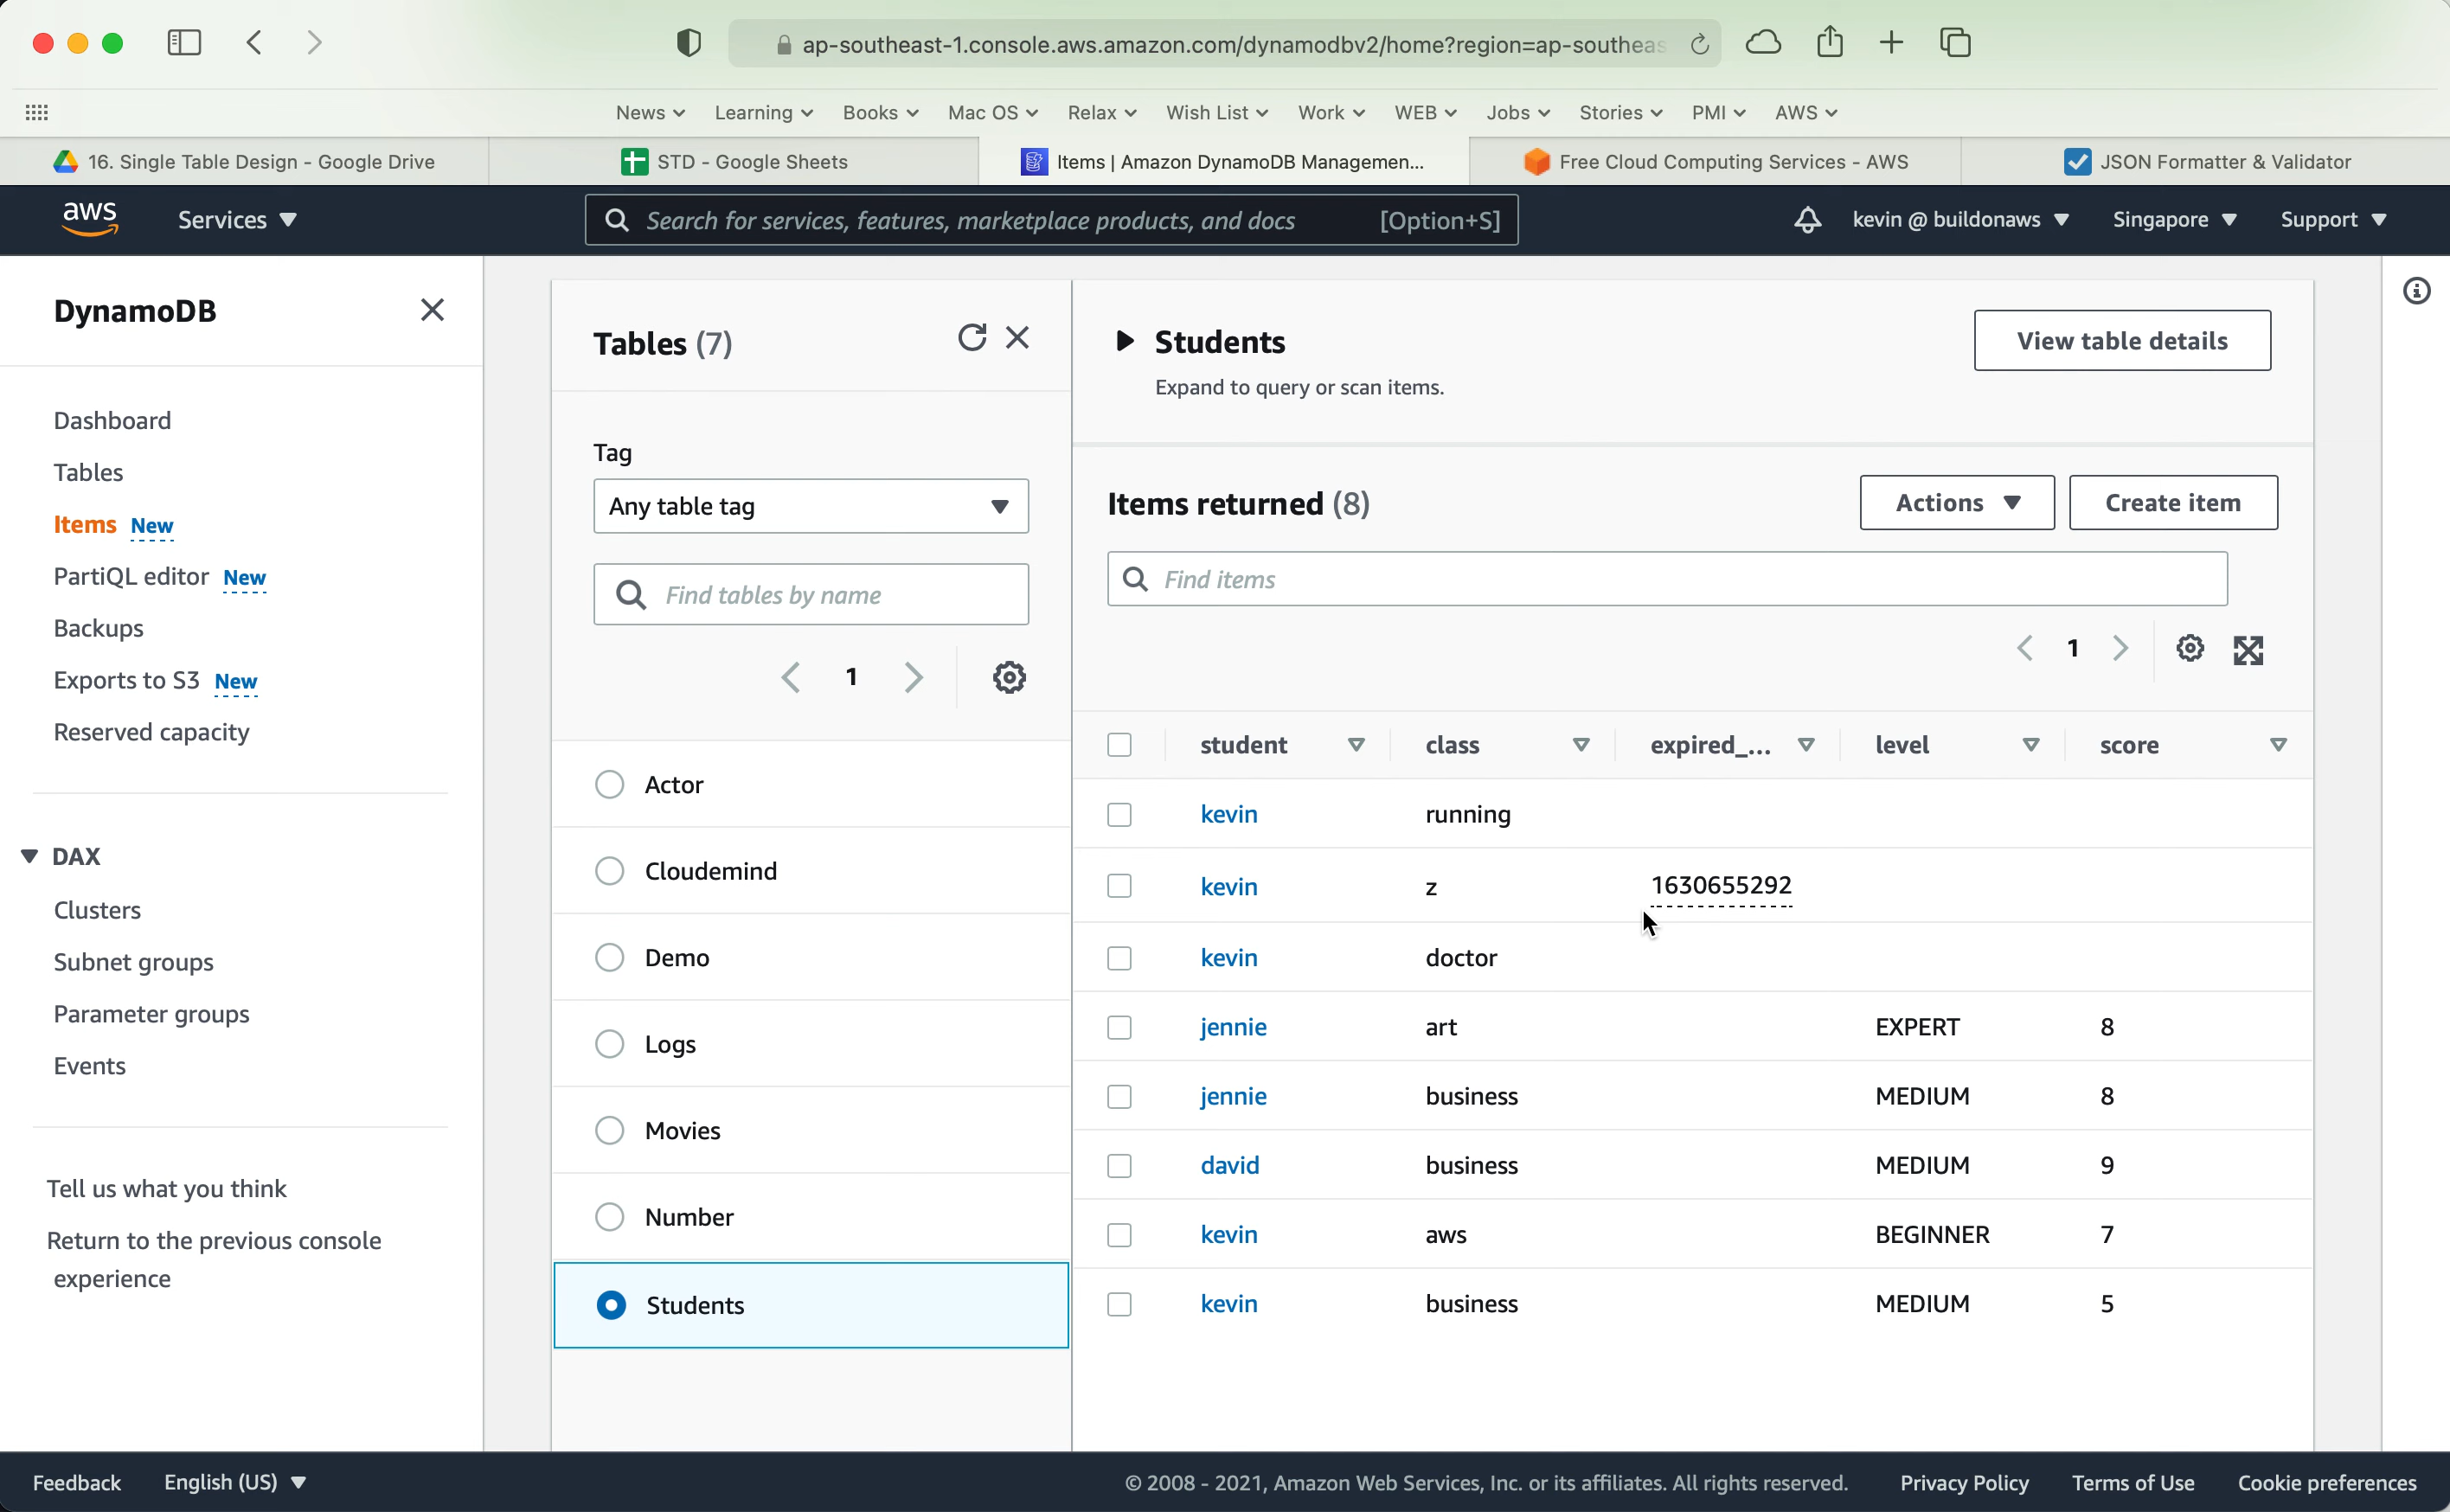 ap-southeast-1.console.aws.amazon.com/dynamodbv2/home?region=ap-southeas
News Learning Books Mac OS Relax Wish List Work WEB Jobs Stories PMI AWS
16. Single Table Design - Google Drive
STD - Google Sheets
Items | Amazon DynamoDB Managemen...
Free Cloud Computing Services - AWS
JSON Formatter & Validator
aws Services Search for services, features, marketplace products, and docs [Option+S] kevin @ buildonaws Singapore Support
DynamoDB
Dashboard
Tables
Items New
PartiQL editor New
Backups
Exports to S3 New
Reserved capacity
DAX
Clusters
Subnet groups
Parameter groups
Events
Tell us what you think
Return to the previous console
experience
Tables (7)
Tag
Any table tag
Find tables by name
1
Actor
Cloudemind
Demo
Logs
Movies
Number
Students
Students
Expand to query or scan items.
View table details
Items returned (8)
Actions Create item
Find items
1
student class expired_... level score
kevin running
kevin z 1630655292
kevin doctor
jennie art EXPERT 8
jennie business MEDIUM 8
david business MEDIUM 9
kevin aws BEGINNER 7
kevin business MEDIUM 5
Feedback English (US) © 2008 - 2021, Amazon Web Services, Inc. or its affiliates. All rights reserved. Privacy Policy Terms of Use Cookie preferences